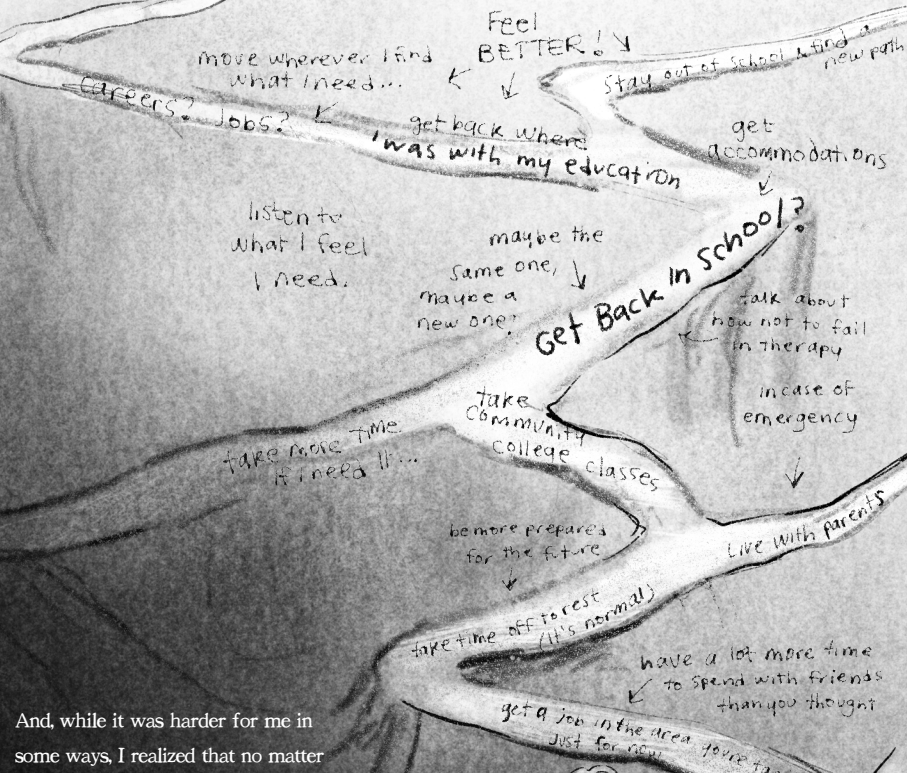 Feel
BETTER!
move wherever I find
what I need...
Stay out of school & find a
new path
careers? Jobs?
get back where
I was with my education
get
accommodations
listen to
what I feel
I need.
maybe the
same one,
maybe a
new one?
Get Back in School?
talk about
how not to fail
in therapy
in case of
emergency
take
community
college classes
take more time
if i need it...
be more prepared
for the future
Live with parents
take time off to rest
(it's normal)
have a lot more time
to spend with friends
than you thought
get a job in the area you're
just for now
And, while it was harder for me in
some ways, I realized that no matter